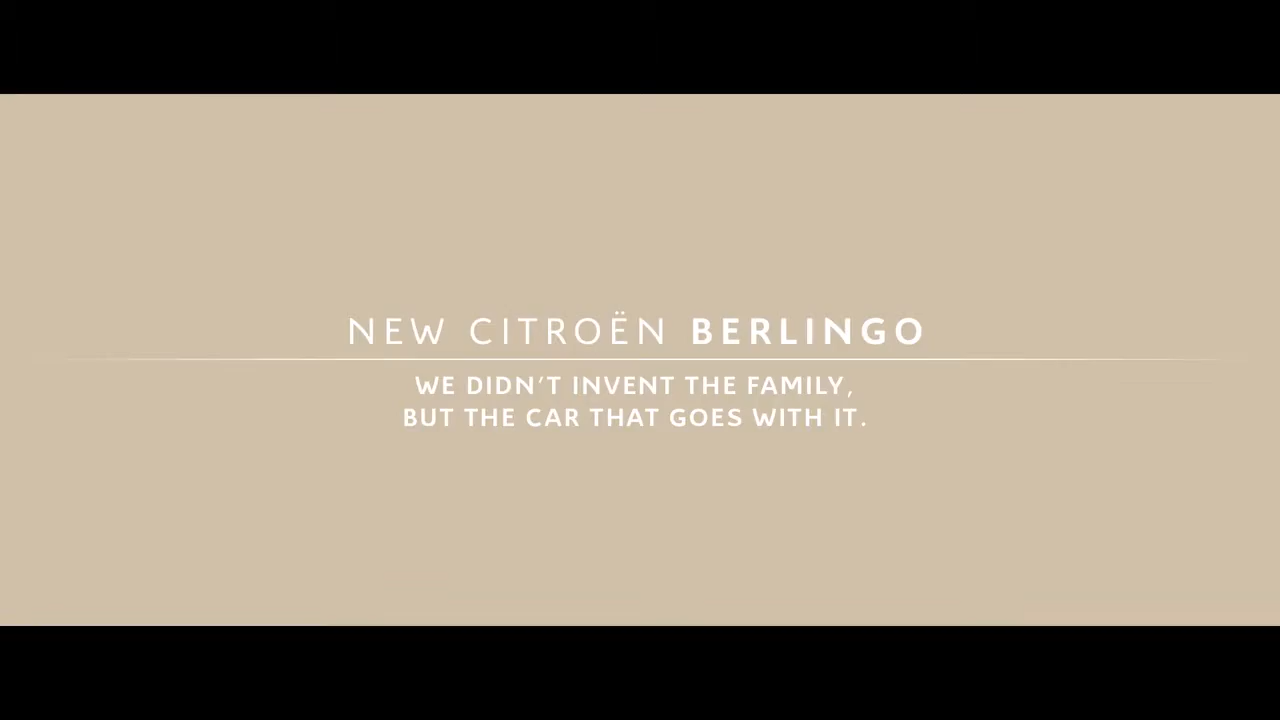 NEW CITROËN BERLINGO
WE DIDN'T INVENT THE FAMILY,
BUT THE CAR THAT GOES WITH IT.